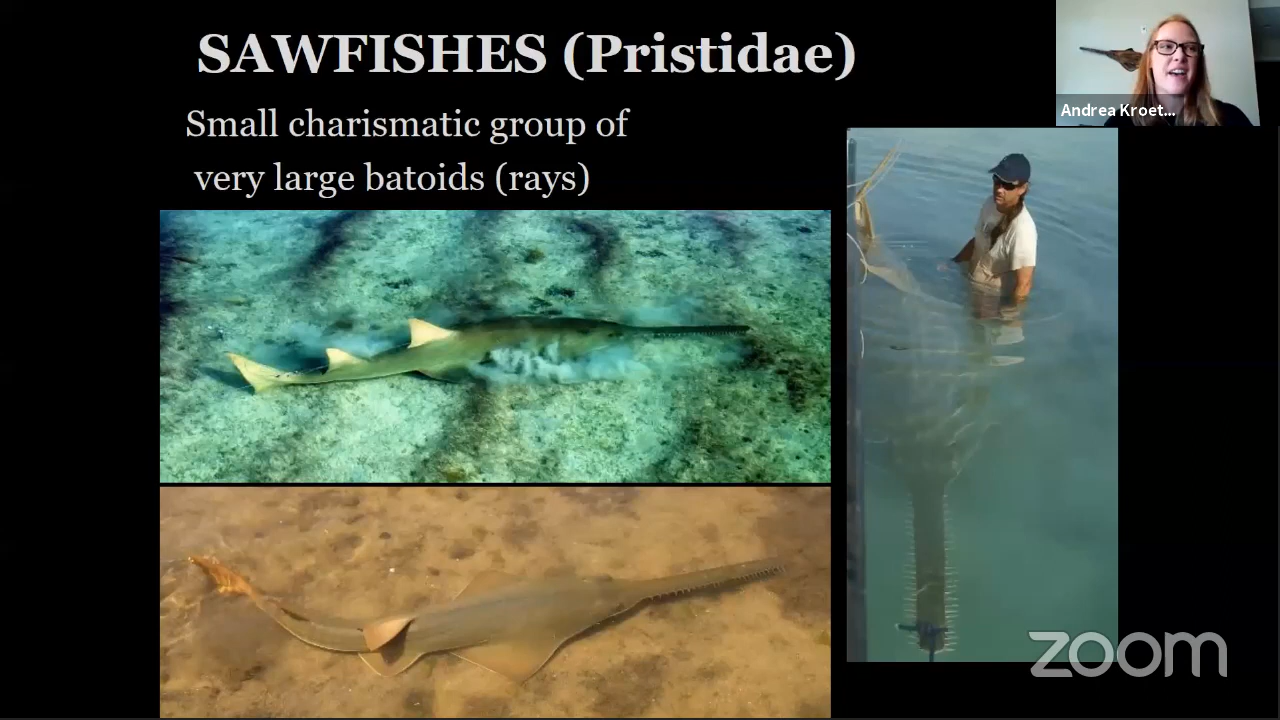 SAWFISHES (Pristidae)
Small charismatic group of
very large batoids (rays)
Andrea Kroet...
zoom